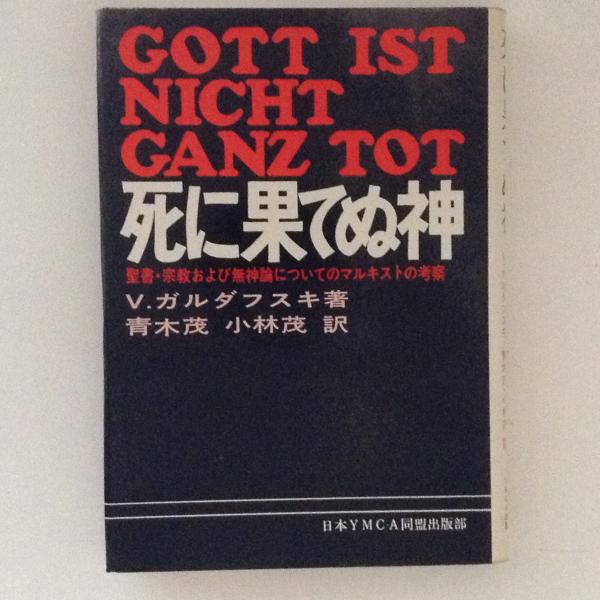 GOTT IST
NICHT
GANZ TOT
死に果てぬ神
聖書・宗教および無神論についてのマルキストの考察
V.ガルダフスキ著
青木茂 小林茂 訳
日本YMCA同盟出版部